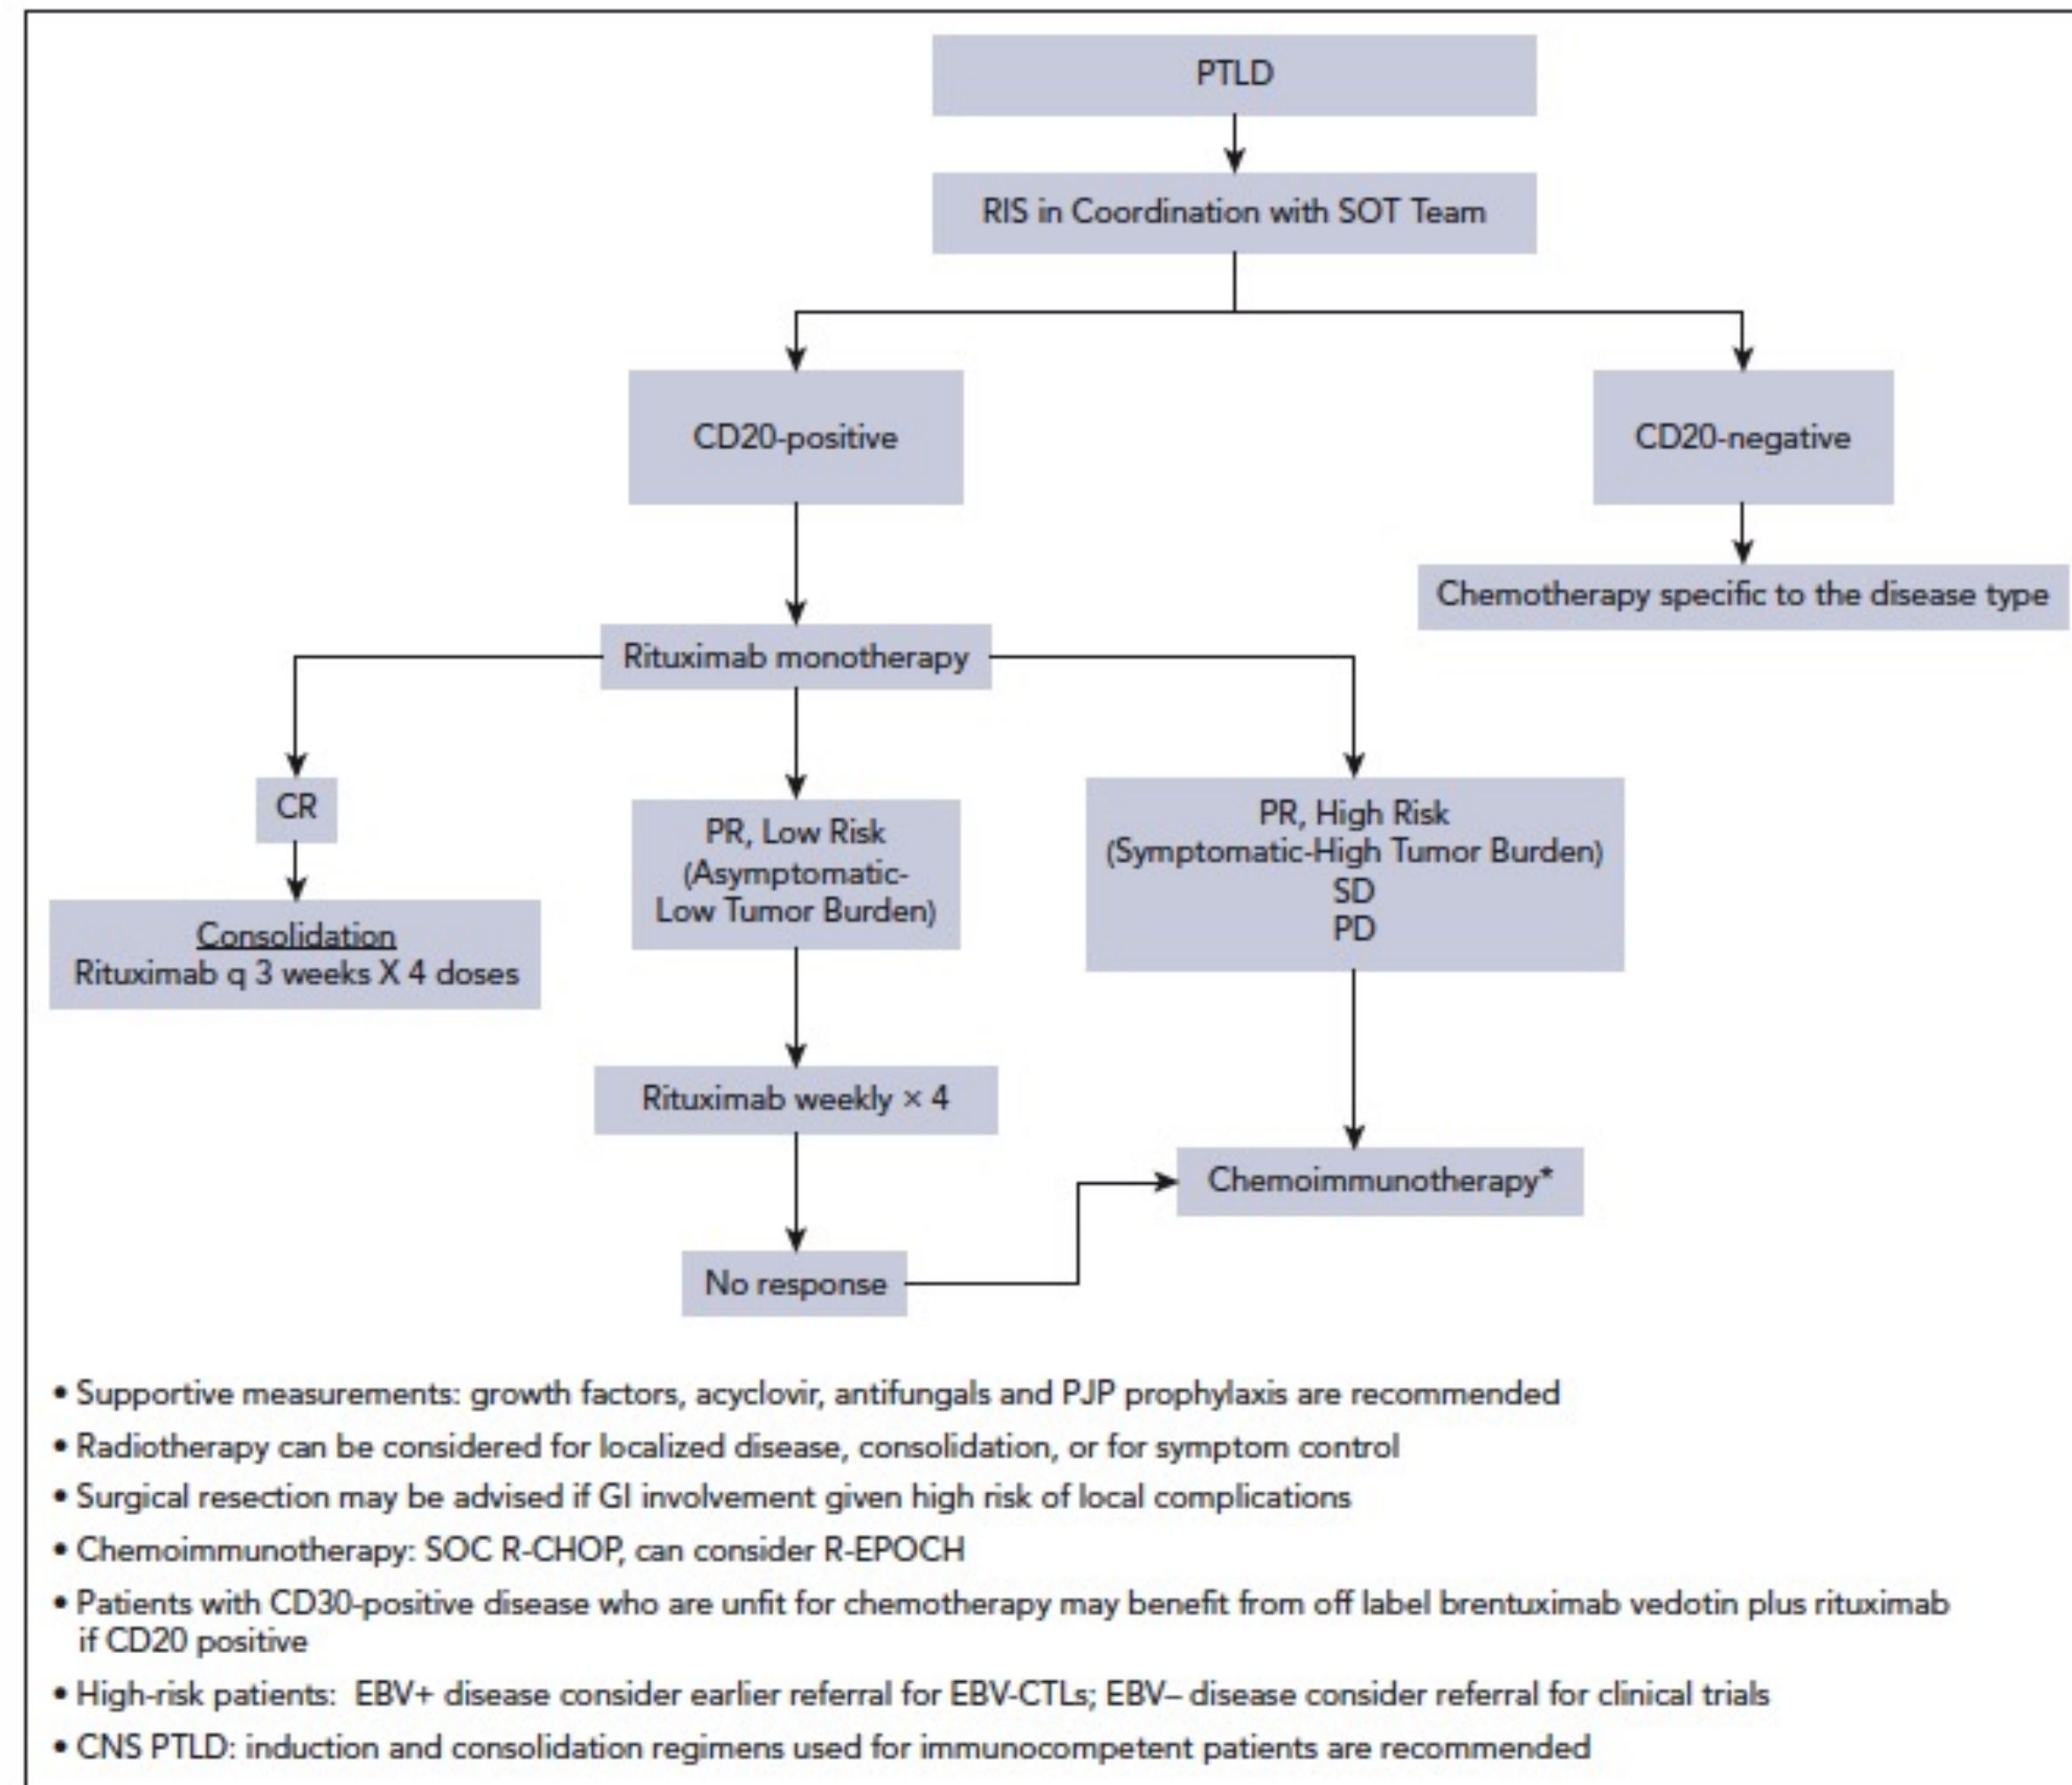 PTLD
RIS in Coordination with SOT Team
CD20-positive
CD20-negative
Chemotherapy specific to the disease type
Rituximab monotherapy
CR
PR, Low Risk
(Asymptomatic-
Low Tumor Burden)
PR, High Risk
(Symptomatic-High Tumor Burden)
SD
PD
Consolidation
Rituximab q 3 weeks X 4 doses
Rituximab weekly × 4
Chemoimmunotherapy*
No response
• Supportive measurements: growth factors, acyclovir, antifungals and PJP prophylaxis are recommended
• Radiotherapy can be considered for localized disease, consolidation, or for symptom control
• Surgical resection may be advised if GI involvement given high risk of local complications
• Chemoimmunotherapy: SOC R-CHOP, can consider R-EPOCH
• Patients with CD30-positive disease who are unfit for chemotherapy may benefit from off label brentuximab vedotin plus rituximab
if CD20 positive
• High-risk patients: EBV+ disease consider earlier referral for EBV-CTLs; EBV– disease consider referral for clinical trials
• CNS PTLD: induction and consolidation regimens used for immunocompetent patients are recommended